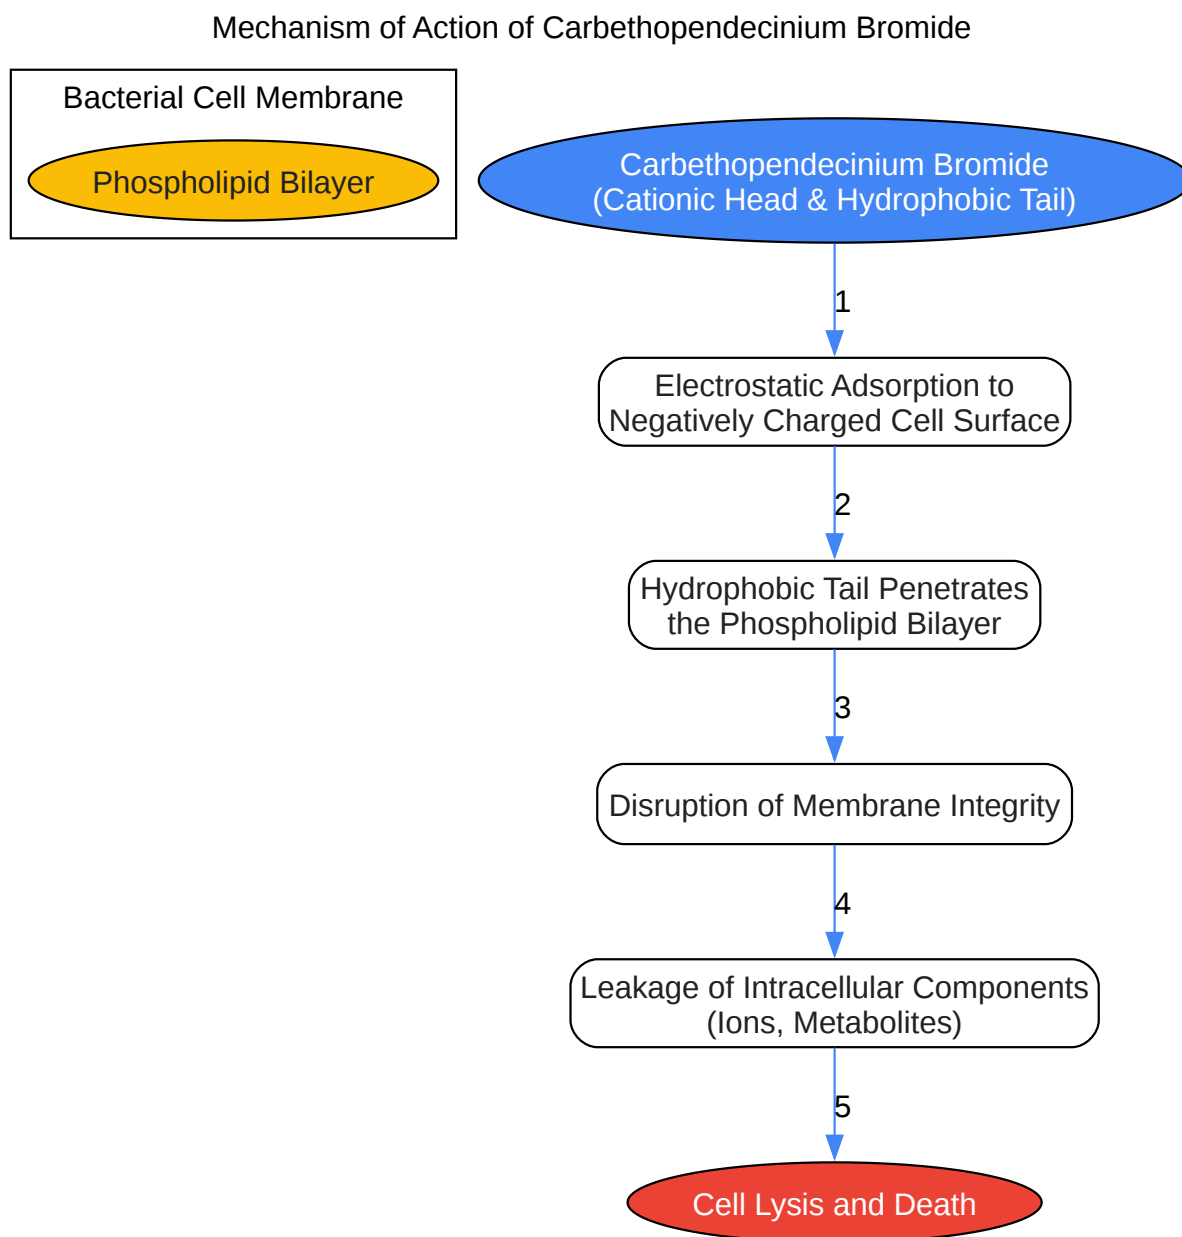 Mechanism of Action of Carbethopendecinium Bromide
Bacterial Cell Membrane
Phospholipid Bilayer
Carbethopendecinium Bromide
(Cationic Head & Hydrophobic Tail)
1
Electrostatic Adsorption to
Negatively Charged Cell Surface
2
Hydrophobic Tail Penetrates
the Phospholipid Bilayer
3
Disruption of Membrane Integrity
4
Leakage of Intracellular Components
(Ions, Metabolites)
5
Cell Lysis and Death